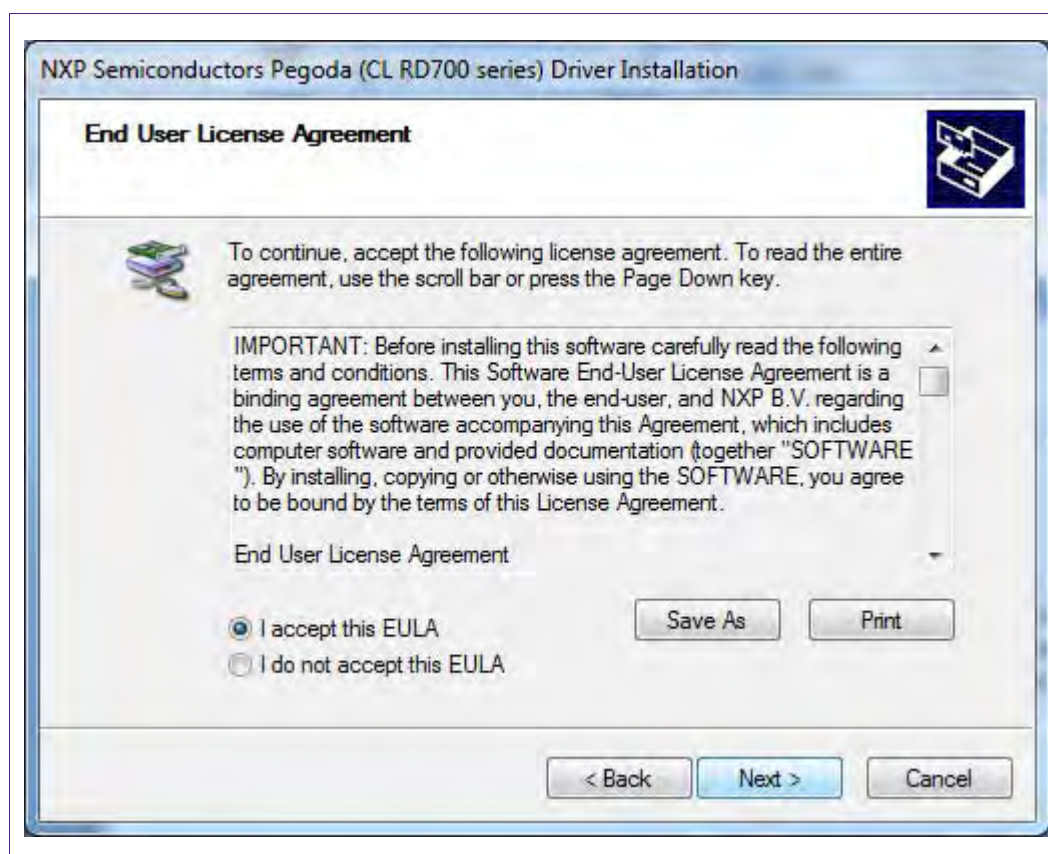 NXP Semiconductors Pegoda (CL RD700 series) Driver Installation
End User License Agreement
To continue, accept the following license agreement. To read the entire
agreement, use the scroll bar or press the Page Down key.
IMPORTANT: Before installing this software carefully read the following
terms and conditions. This Software End-User License Agreement is a
binding agreement between you, the end-user, and NXP B.V. regarding
the use of the software accompanying this Agreement, which includes
computer software and provided documentation (together "SOFTWARE
"). By installing, copying or otherwise using the SOFTWARE, you agree
to be bound by the terms of this License Agreement.
End User License Agreement
I accept this EULA
Save As
Print
I do not accept this EULA
< Back
Next >
Cancel